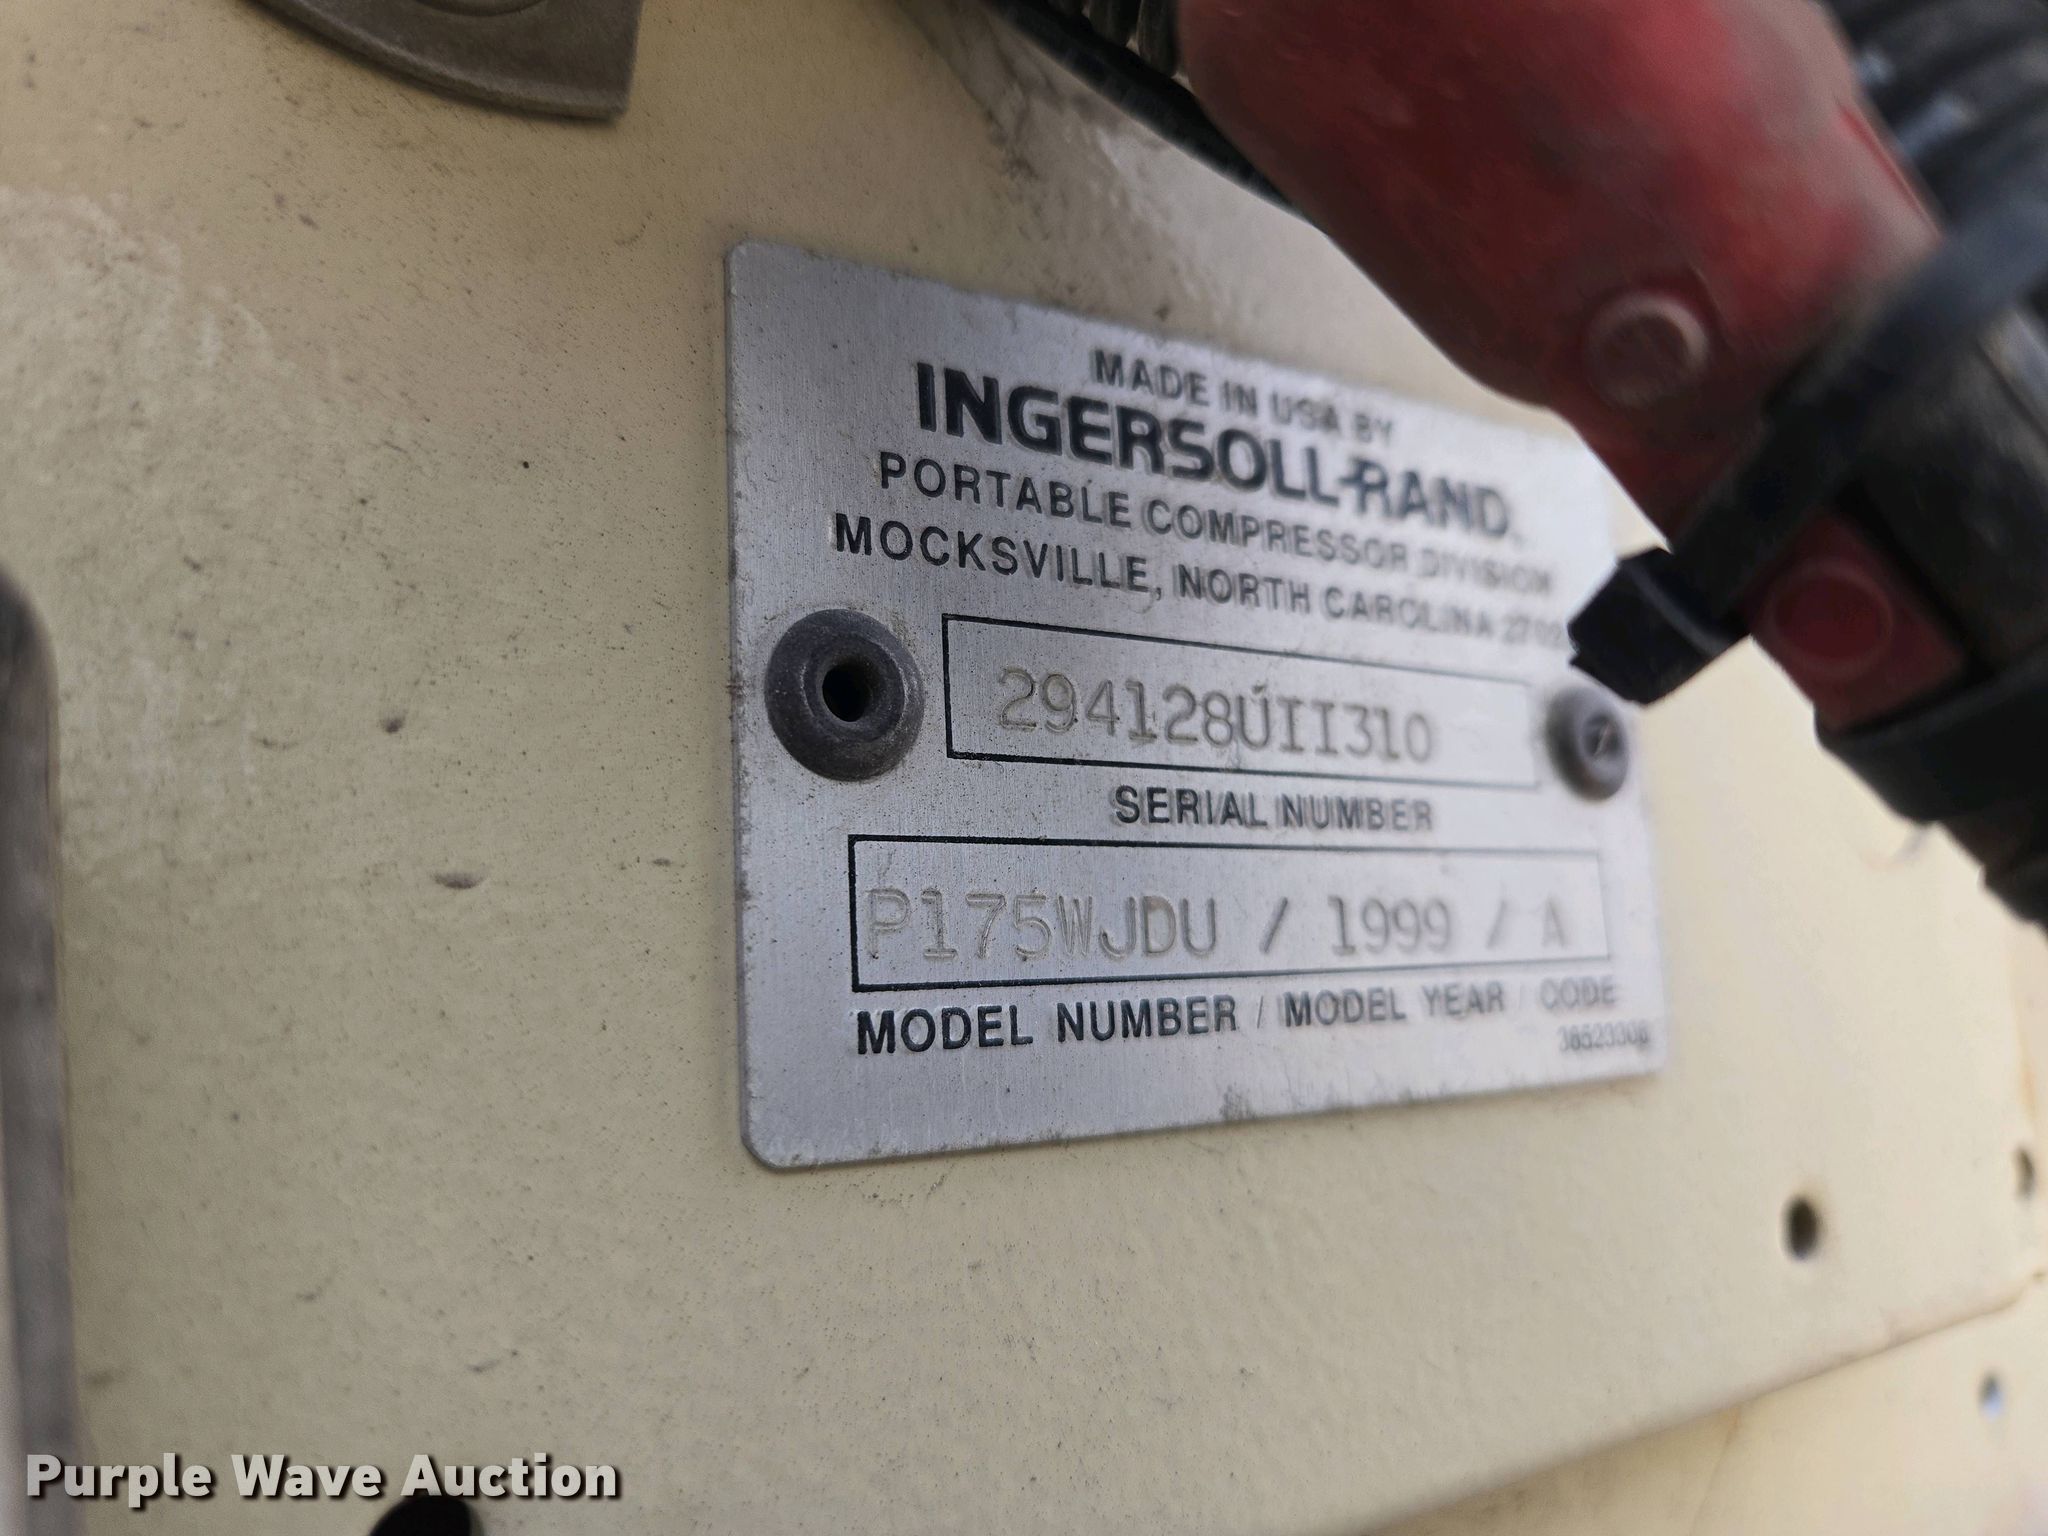 MADE IN USA BY
INGERSOLL-RAND.
PORTABLE COMPRESSOR DIVISION
MOCKSVILLE, NORTH CAROLINA
294128UII310
SERIAL NUMBER
P175WJDU / 1999 / A
MODEL NUMBER / MODEL YEAR / CODE
Purple Wave Auction